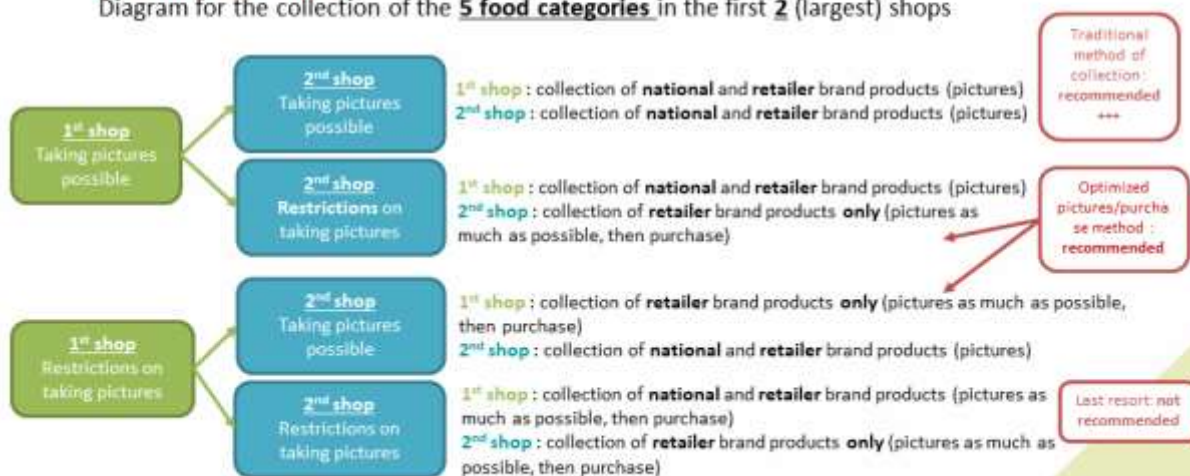 Diagram for the collection of the 5 food categories in the first 2 (largest) shops
1st shop
Taking pictures
possible
2nd shop
Taking pictures
possible
1st shop : collection of national and retailer brand products (pictures)
2nd shop : collection of national and retailer brand products (pictures)
Traditional
method of
collection :
recommended
+++
2nd shop
Restrictions on
taking pictures
1st shop : collection of national and retailer brand products (pictures)
2nd shop : collection of retailer brand products only (pictures as
much as possible, then purchase)
Optimized
pictures/purcha
se method :
recommended
1st shop
Restrictions on
taking pictures
2nd shop
Taking pictures
possible
1st shop : collection of retailer brand products only (pictures as much as possible,
then purchase)
2nd shop : collection of national and retailer brand products (pictures)
2nd shop
Restrictions on
taking pictures
1st shop : collection of national and retailer brand products (pictures as
much as possible, then purchase)
2nd shop : collection of retailer brand products only (pictures as much as
possible, then purchase)
Last resort: not
recommended